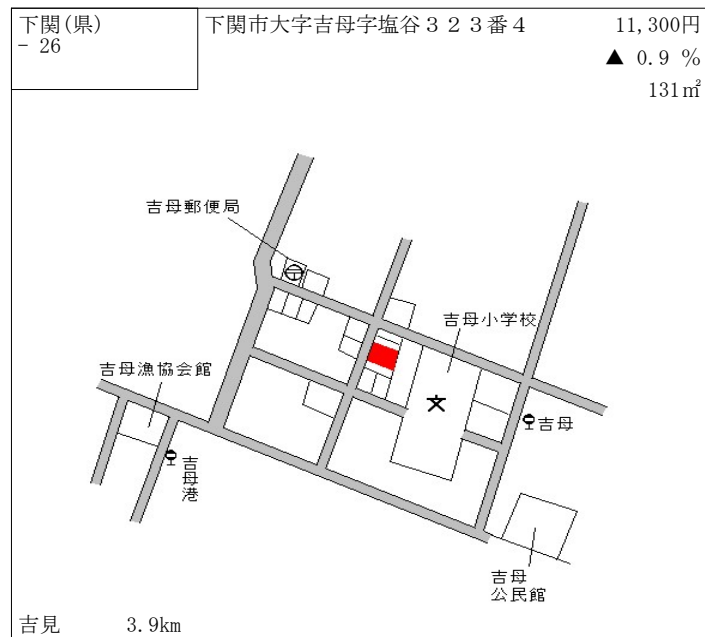 下関(県)
- 26
下関市大字吉母字塩谷３２３番４
11,300円
▲ 0.9 %
131㎡
吉母郵便局
吉母小学校
吉母漁協会館
文
吉母
吉母港
吉母
公民館
吉見 3.9km